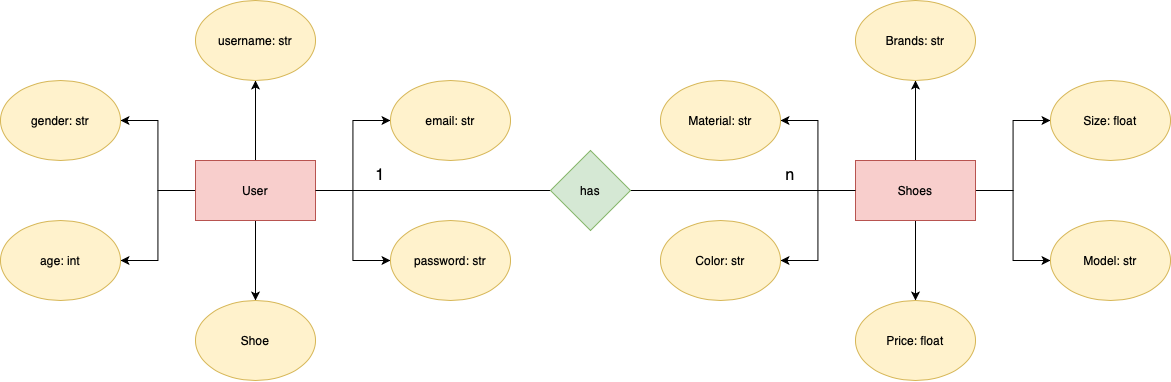 username: str
Brands: str
gender: str
email: str
Material: str
Size: float
1
n
User
has
Shoes
age: int
password: str
Color: str
Model: str
Shoe
Price: float